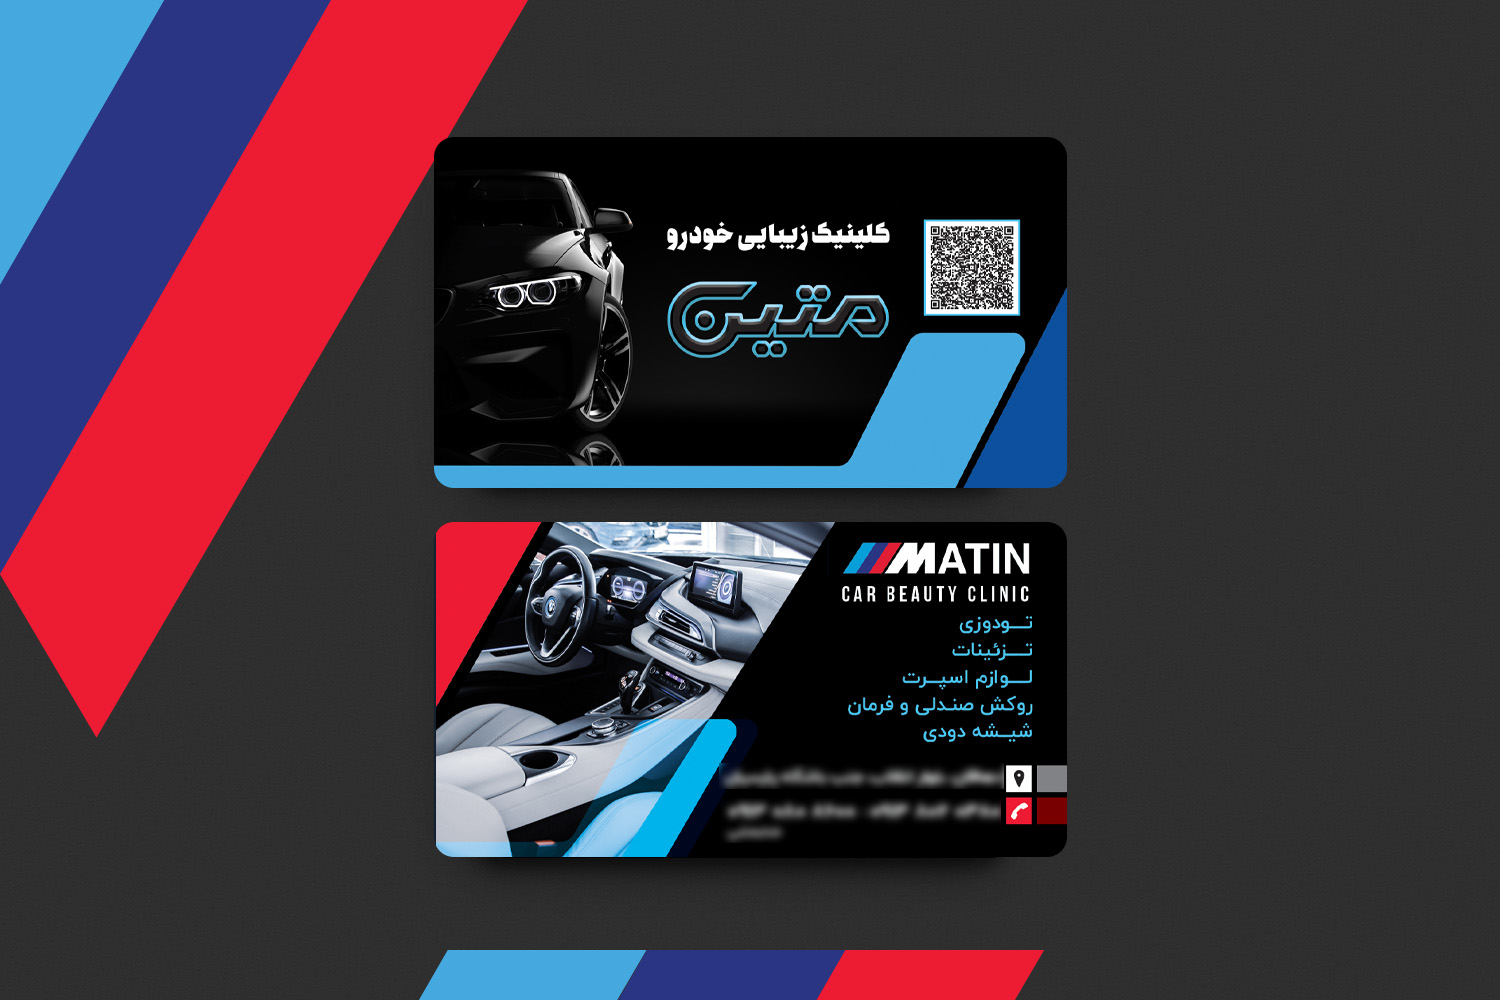 کلینیک زیبایی خودرو
متین
MATIN
CAR BEAUTY CLINIC
تـودوزی
تـزئینات
لـوازم اسپـرت
روکش صندلی و فرمان
شیـشه دودی